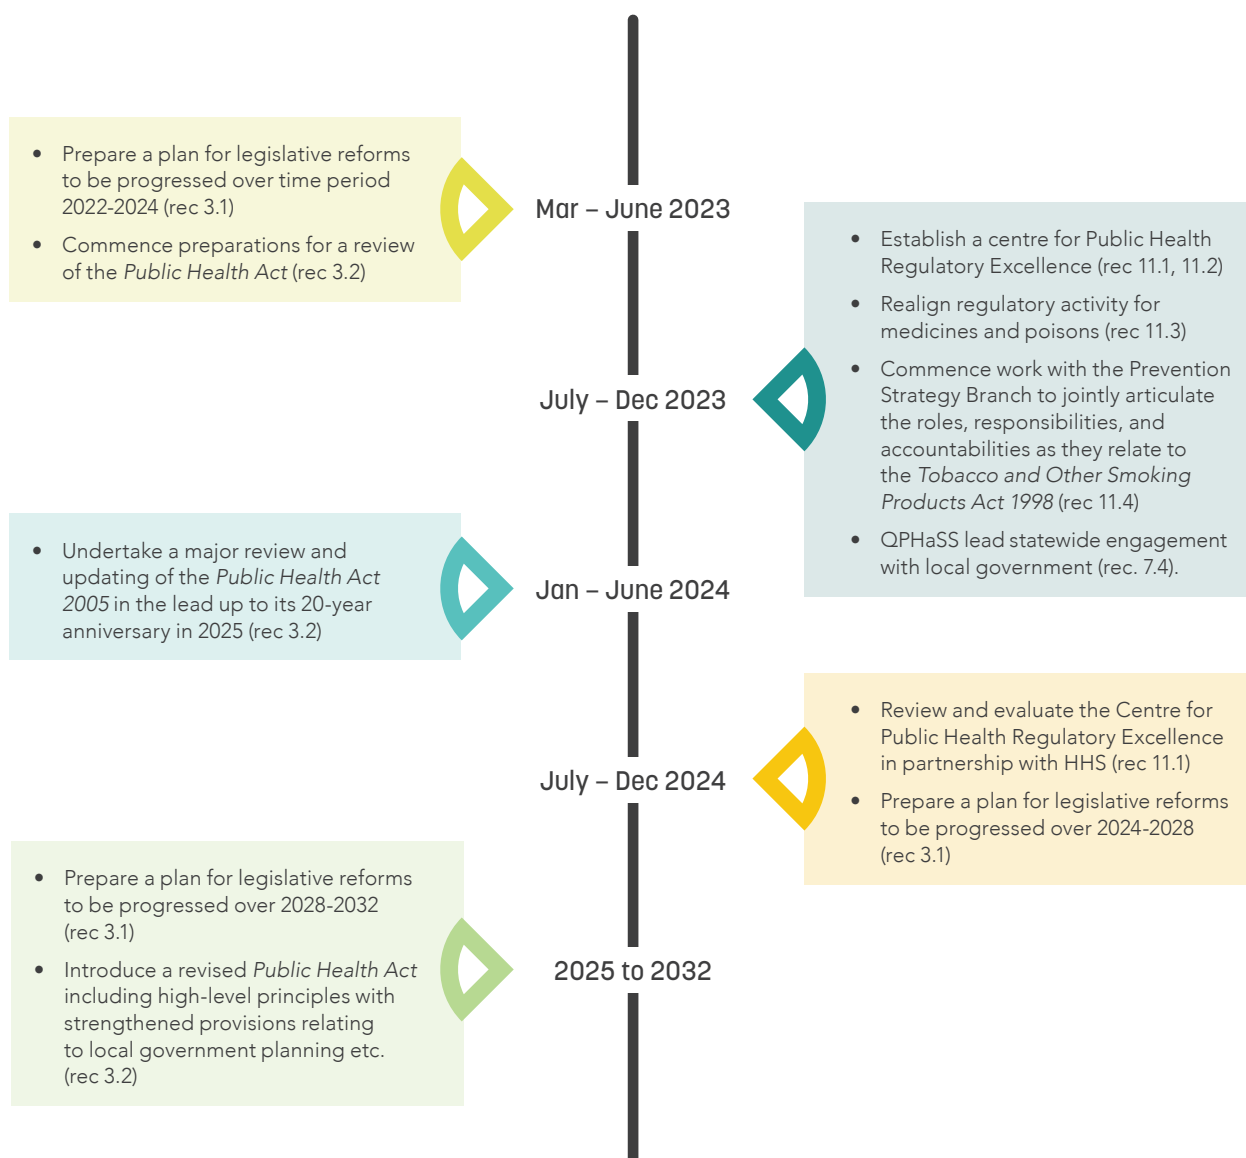 • Prepare a plan for legislative reforms
to be progressed over time period
2022-2024 (rec 3.1)
• Commence preparations for a review
of the Public Health Act (rec 3.2)
Mar – June 2023
• Establish a centre for Public Health
Regulatory Excellence (rec 11.1, 11.2)
• Realign regulatory activity for
medicines and poisons (rec 11.3)
• Commence work with the Prevention
Strategy Branch to jointly articulate
the roles, responsibilities, and
accountabilities as they relate to
the Tobacco and Other Smoking
Products Act 1998 (rec 11.4)
• QPHaSS lead statewide engagement
with local government (rec. 7.4).
July – Dec 2023
• Undertake a major review and
updating of the Public Health Act
2005 in the lead up to its 20-year
anniversary in 2025 (rec 3.2)
Jan – June 2024
• Review and evaluate the Centre for
Public Health Regulatory Excellence
in partnership with HHS (rec 11.1)
• Prepare a plan for legislative reforms
to be progressed over 2024-2028
(rec 3.1)
July – Dec 2024
• Prepare a plan for legislative reforms
to be progressed over 2028-2032
(rec 3.1)
• Introduce a revised Public Health Act
including high-level principles with
strengthened provisions relating
to local government planning etc.
(rec 3.2)
2025 to 2032